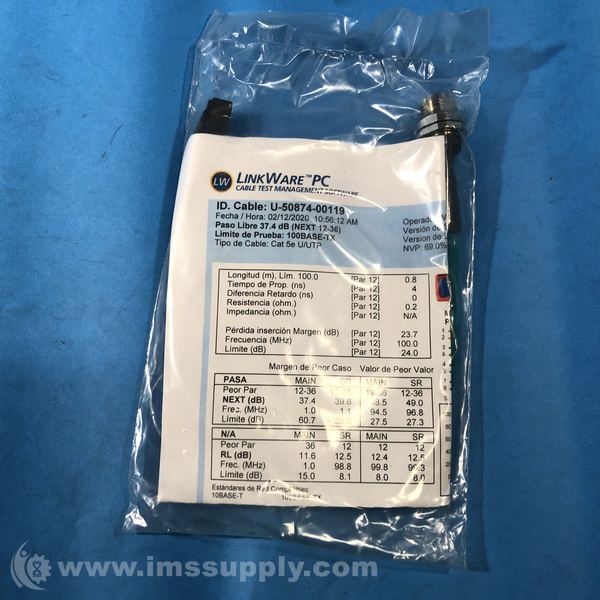 LW LINKWARE™PC
CABLE TEST MANAGEMENT SOFTWARE
ID. Cable: U-50874-00119
Fecha / Hora: 02/12/2020 10:56:12 AM
Paso Libre 37.4 dB (NEXT 12-36)
Límite de Prueba: 100BASE-TX
Tipo de Cable: Cat 5e U/UTP
Versión de
Versión de
NVP: 69.0%
Longitud (m), Lím. 100.0 [Par 12] 0.8
Tiempo de Prop. (ns) [Par 12] 4
Diferencia Retardo (ns) [Par 12] 0
Resistencia (ohm.) [Par 12] 0.2
Impedancia (ohm.) [Par 12] N/A
Pérdida inserción Margen (dB) [Par 12] 23.7
Frecuencia (MHz) [Par 12] 100.0
Límite (dB) [Par 12] 24.0
Margen de Peor Caso Valor de Peor Valor
PASA MAIN SR MAIN SR
Peor Par 12-36 12-36 12-36
NEXT (dB) 37.4 39.6 49.0
Frec. (MHz) 1.0 1.1 94.5 96.8
Límite (dB) 60.7 27.5 27.3
N/A MAIN SR MAIN SR
Peor Par 36 12 12 12
RL (dB) 11.6 12.5 12.4 12.5
Frec. (MHz) 1.0 98.8 99.8 99.3
Límite (dB) 15.0 8.1 8.0 8.0
Estándares de Red Compatibles:
10BASE-T 100BASE-TX
www.imssupply.com